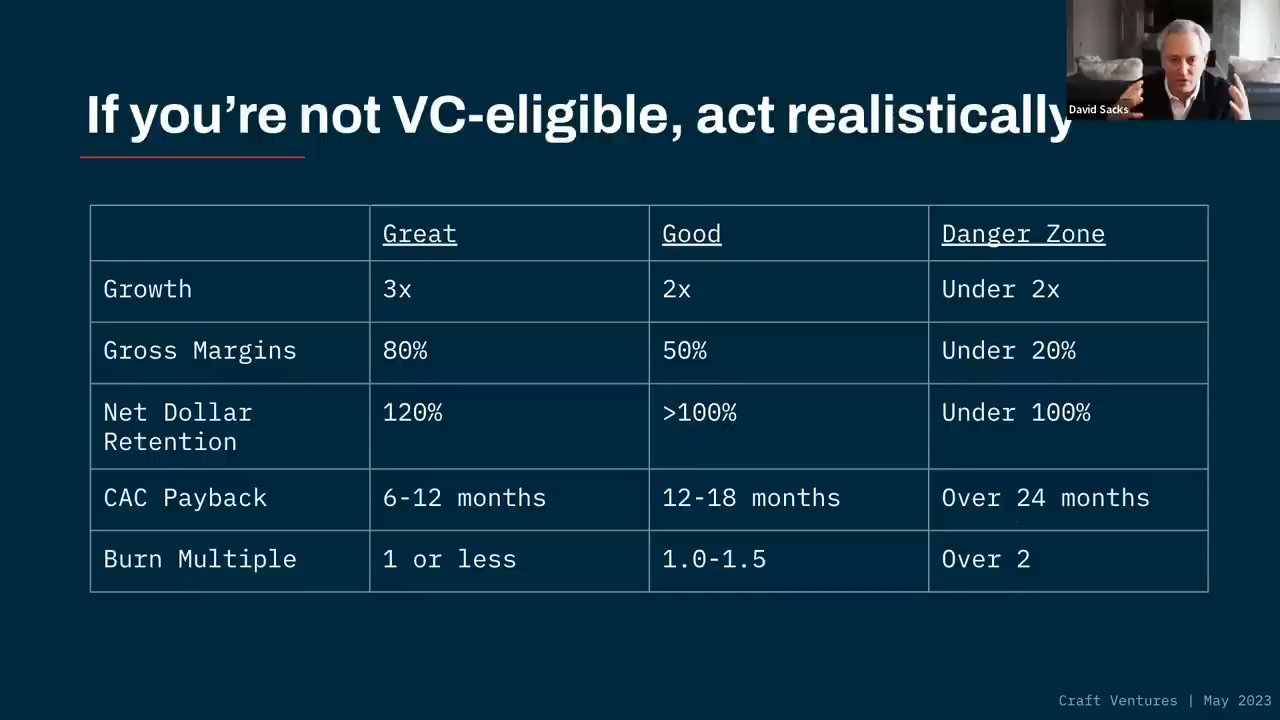 David Sacks
If you're not VC-eligible, act realistically
Great Good Danger Zone
Growth 3x 2x Under 2x
Gross Margins 80% 50% Under 20%
Net Dollar Retention 120% >100% Under 100%
CAC Payback 6-12 months 12-18 months Over 24 months
Burn Multiple 1 or less 1.0-1.5 Over 2
Craft Ventures | May 2023